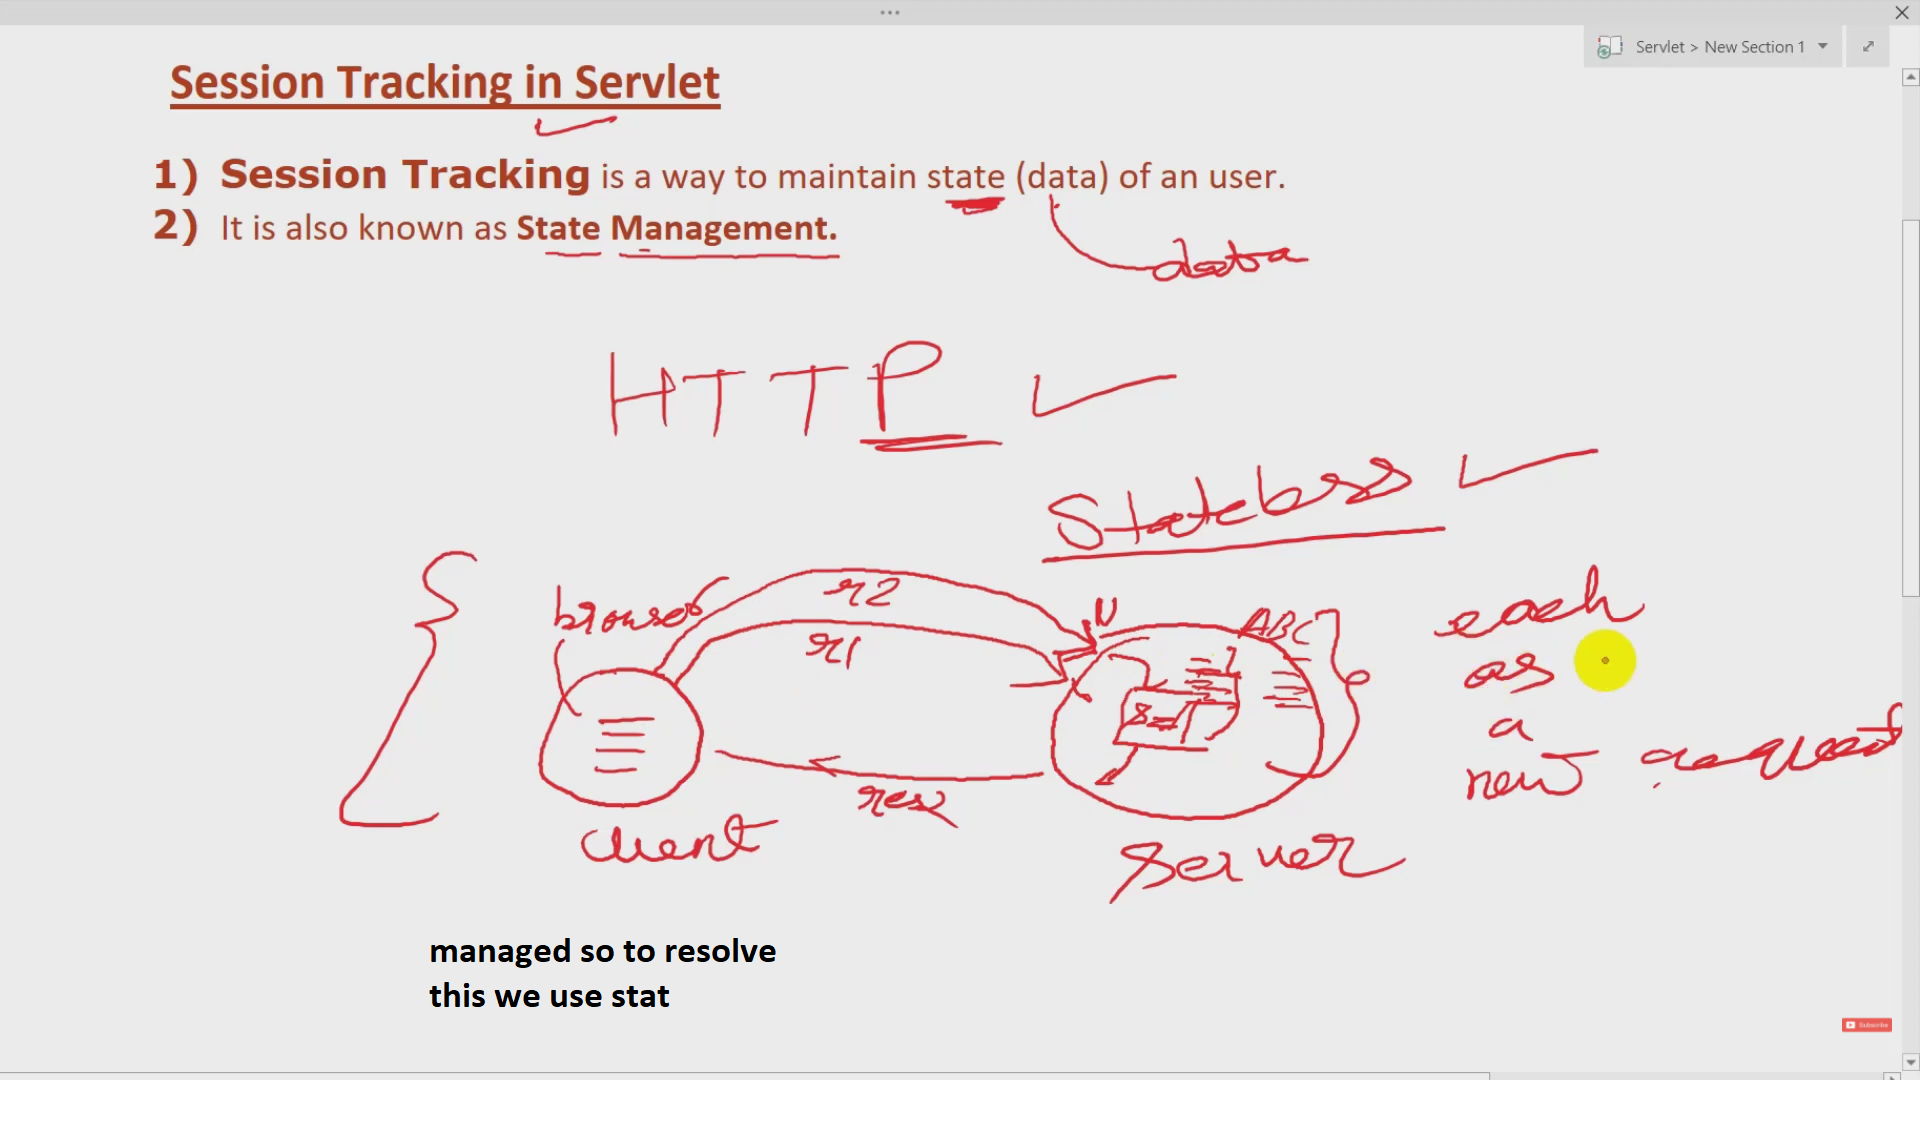 Servlet > New Section 1
Session Tracking in Servlet
1) Session Tracking is a way to maintain state (data) of an user.
2) It is also known as State Management.
data
HTTP
Stateless
browser
r2
r1
N
ABC
each
as
a
new request
res
client
server
managed so to resolve
this we use stat
Subscribe